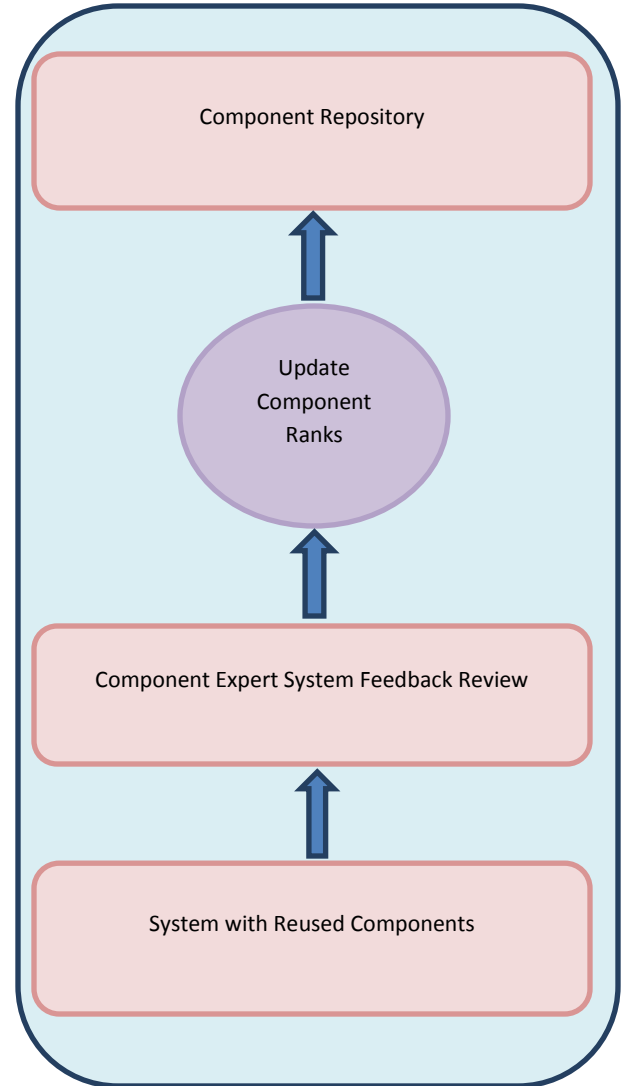 Component Repository
Update
Component
Ranks
Component Expert System Feedback Review
System with Reused Components